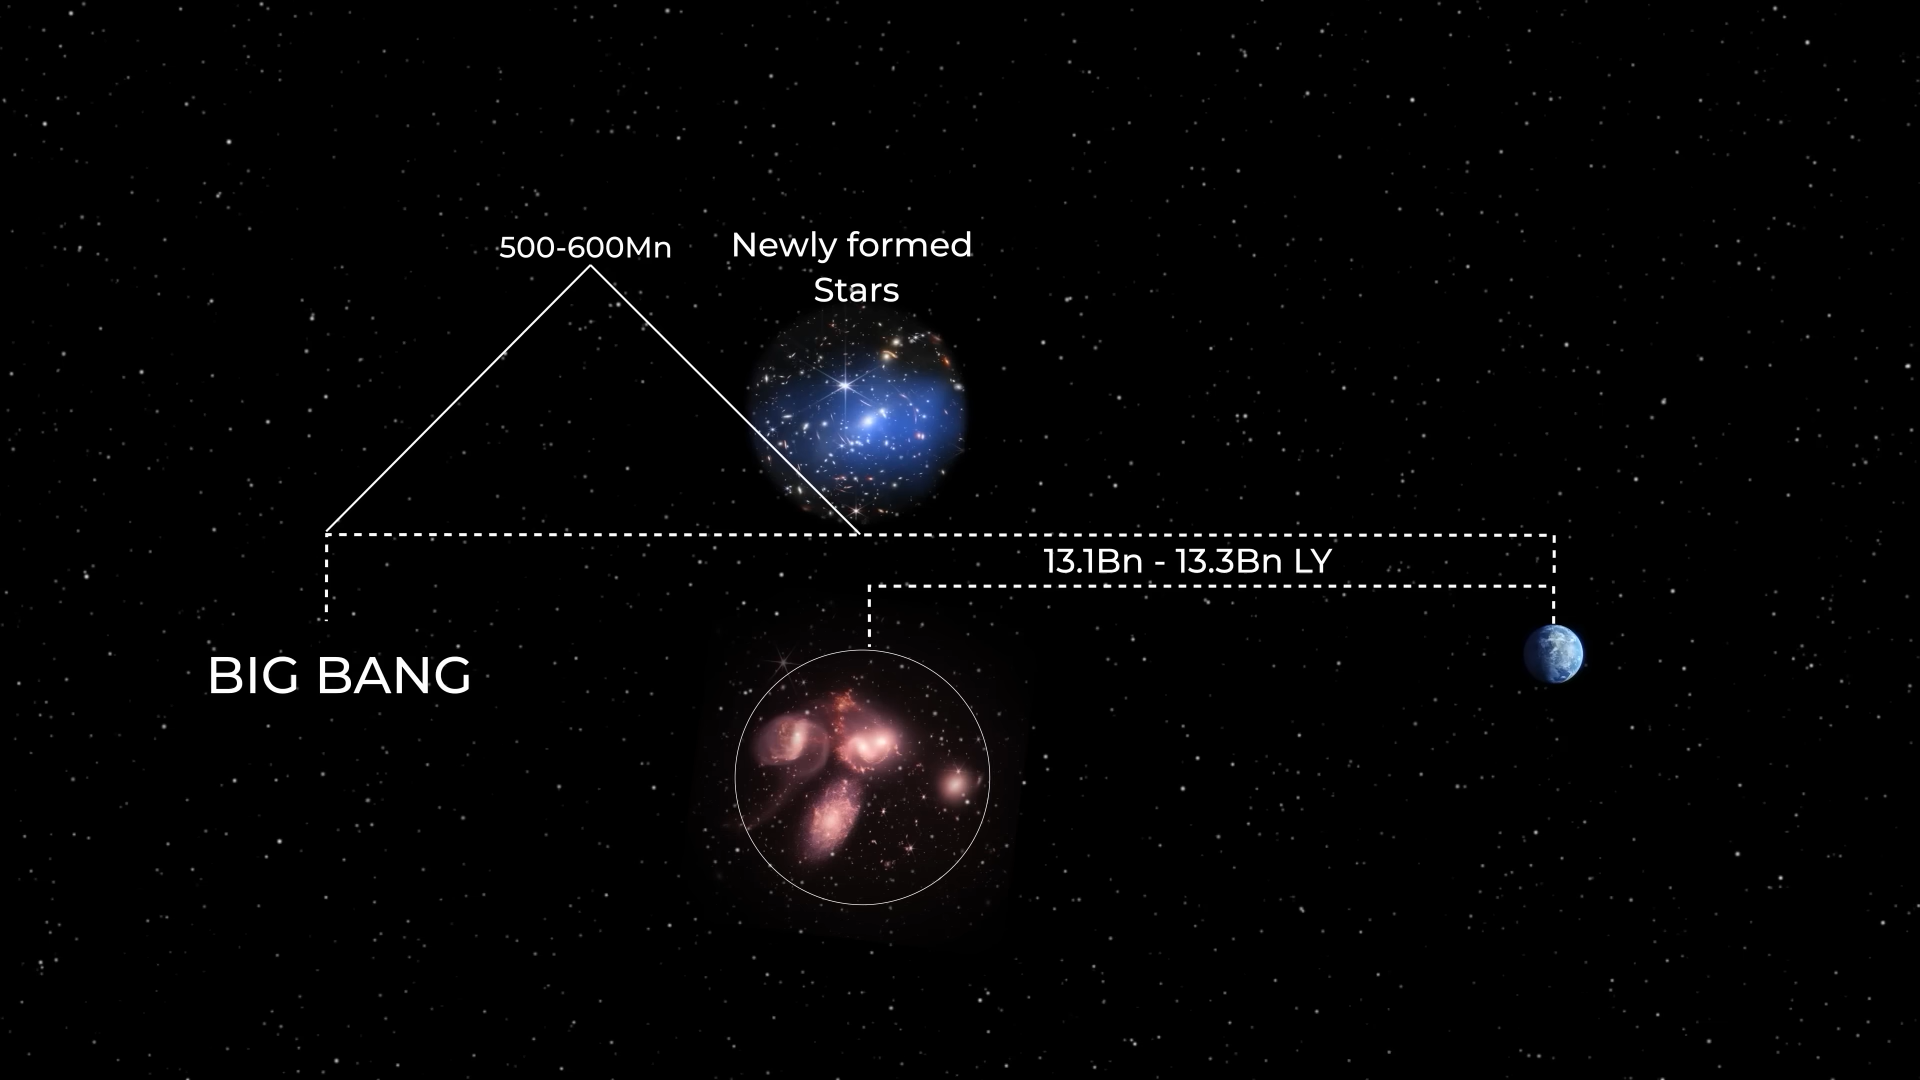 500-600Mn
Newly formed
Stars
13.1Bn - 13.3Bn LY
BIG BANG